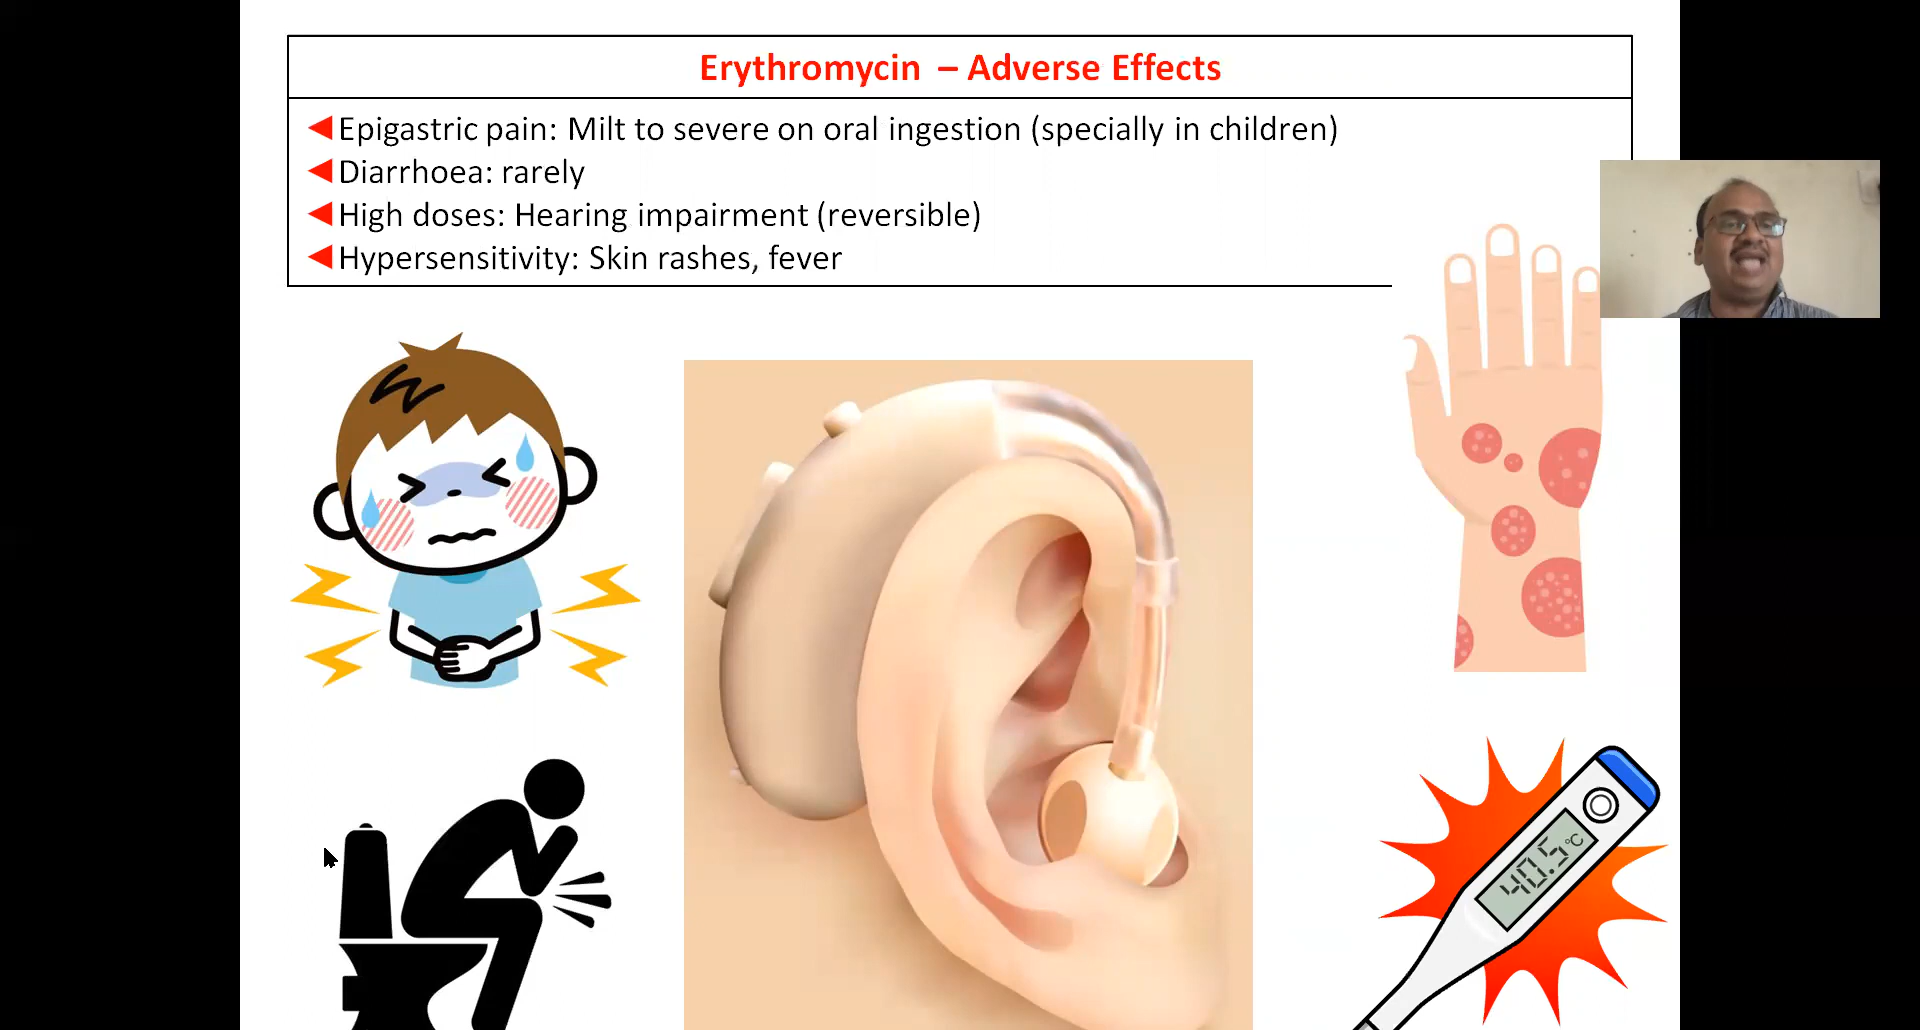 Erythromycin – Adverse Effects
Epigastric pain: Milt to severe on oral ingestion (specially in children)
Diarrhoea: rarely
High doses: Hearing impairment (reversible)
Hypersensitivity: Skin rashes, fever
40.5 °C